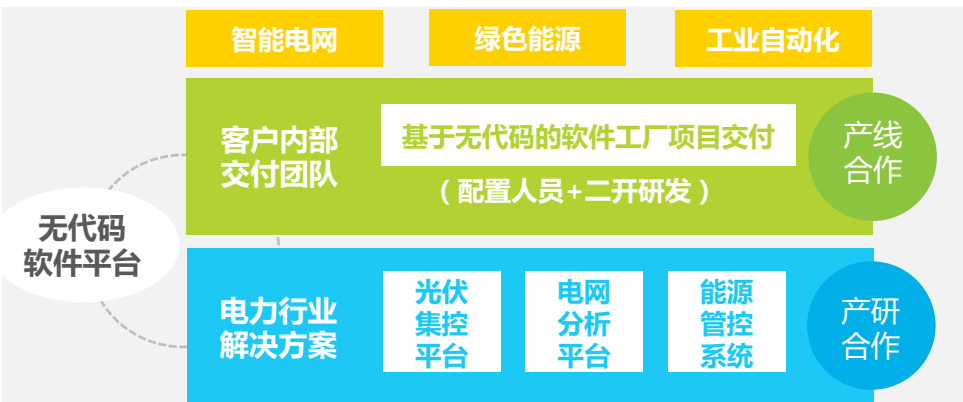 智能电网
绿色能源
工业自动化
客户内部
交付团队
基于无代码的软件工厂项目交付
（配置人员+二开研发）
产线
合作
无代码
软件平台
电力行业
解决方案
光伏
集控
平台
电网
分析
平台
能源
管控
系统
产研
合作